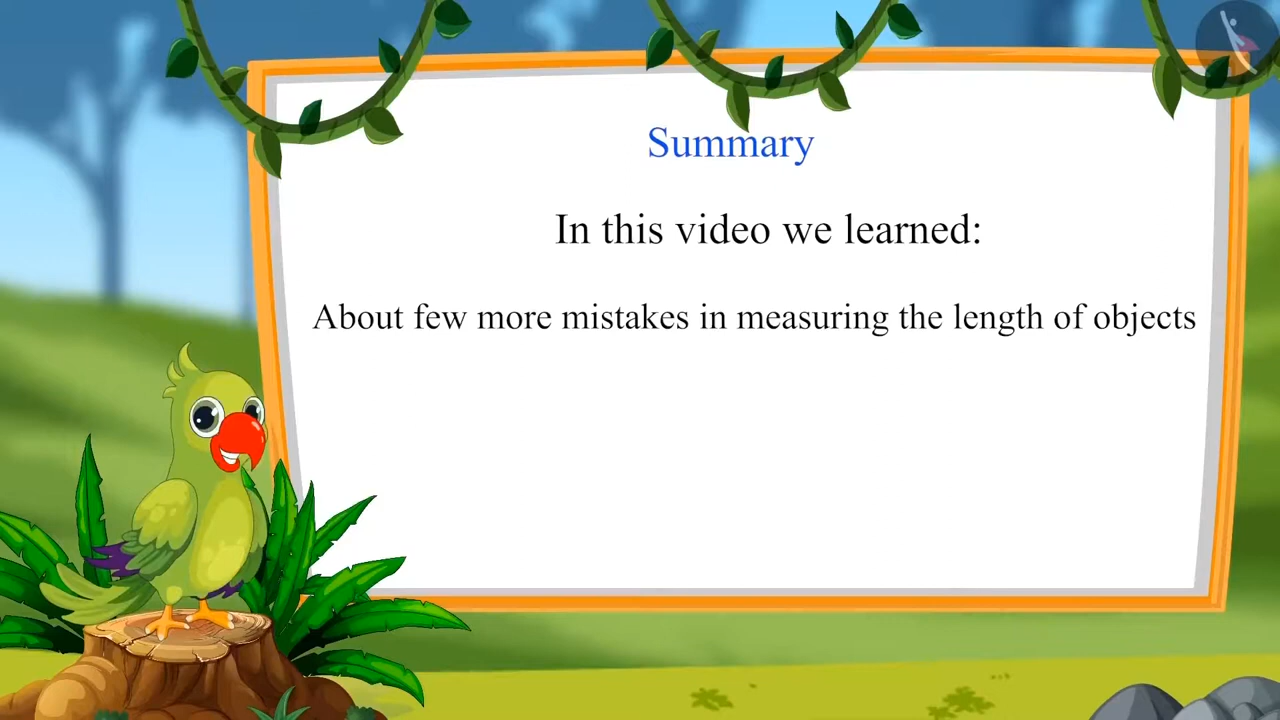 Summary
In this video we learned:
About few more mistakes in measuring the length of objects